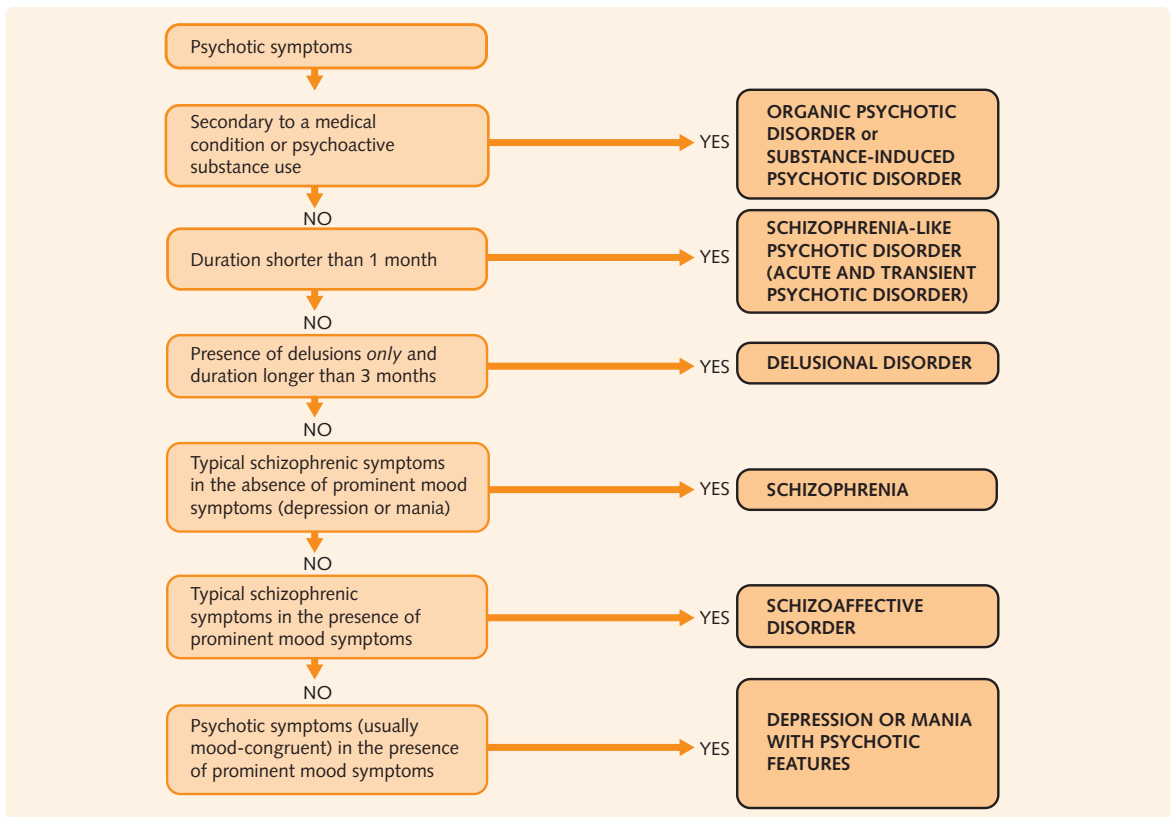 Psychotic symptoms
Secondary to a medical
condition or psychoactive
substance use
YES
ORGANIC PSYCHOTIC
DISORDER or
SUBSTANCE-INDUCED
PSYCHOTIC DISORDER
NO
Duration shorter than 1 month
YES
SCHIZOPHRENIA-LIKE
PSYCHOTIC DISORDER
(ACUTE AND TRANSIENT
PSYCHOTIC DISORDER)
NO
Presence of delusions only and
duration longer than 3 months
YES
DELUSIONAL DISORDER
NO
Typical schizophrenic symptoms
in the absence of prominent mood
symptoms (depression or mania)
YES
SCHIZOPHRENIA
NO
Typical schizophrenic
symptoms in the presence of
prominent mood symptoms
YES
SCHIZOAFFECTIVE
DISORDER
NO
Psychotic symptoms (usually
mood-congruent) in the presence
of prominent mood symptoms
YES
DEPRESSION OR MANIA
WITH PSYCHOTIC
FEATURES